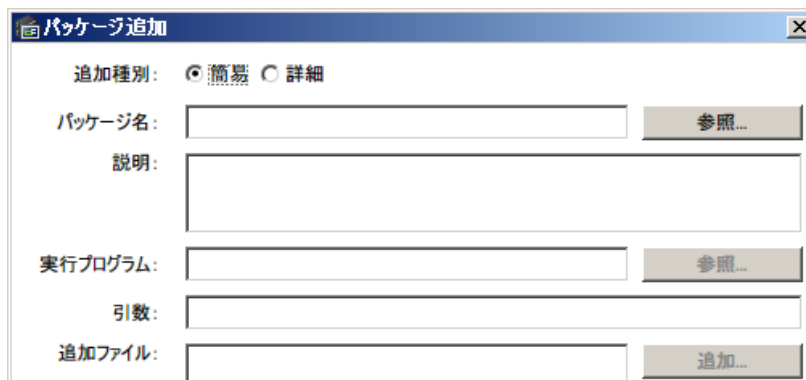 パッケージ追加
追加種別: 簡易 詳細
パッケージ名: 参照...
説明:
実行プログラム: 参照...
引数:
追加ファイル: 追加...